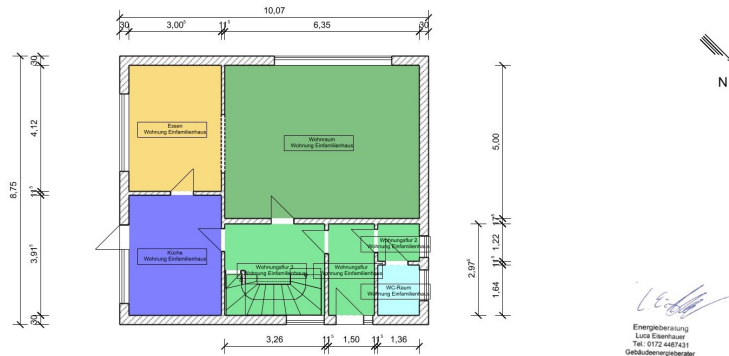 10,07
30 3,00⁵ 11⁵ 6,35 30
N
30 4,12 11⁵ 3,91⁵ 30
8,75
5,00 17⁵ 1,22 11⁵ 1,64
2,97⁵
Essen
Wohnung Einfamilienhaus
Wohnraum
Wohnung Einfamilienhaus
Küche
Wohnung Einfamilienhaus
Wohnungsflur 3
Wohnung Einfamilienhaus
Wohnungsflur
Wohnung Einfamilienhaus
Wohnungsflur 2
Wohnung Einfamilienhaus
WC-Raum
Wohnung Einfamilienhaus
3,26 11⁵ 1,50 11⁵ 1,36
Energieberatung
Luca Eisenhauer
Tel.: 0172 4467431
Gebäudeenergieberater